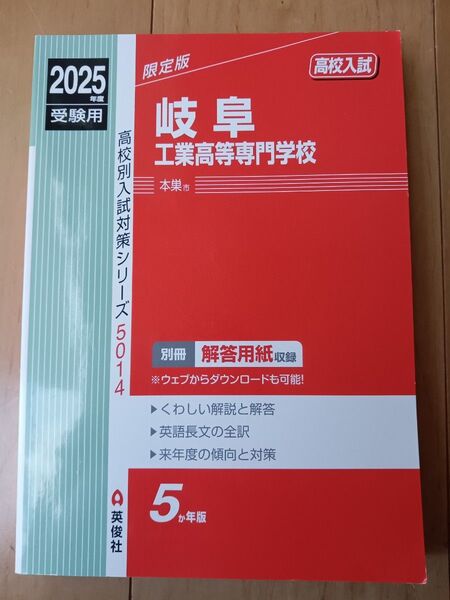 2025年度
受験用
高校別入試対策シリーズ5014
英俊社
限定版
高校入試
岐阜
工業高等専門学校
本巣市
別冊 解答用紙収録
※ウェブからダウンロードも可能!
▶くわしい解説と解答
▶英語長文の全訳
▶来年度の傾向と対策
5か年版